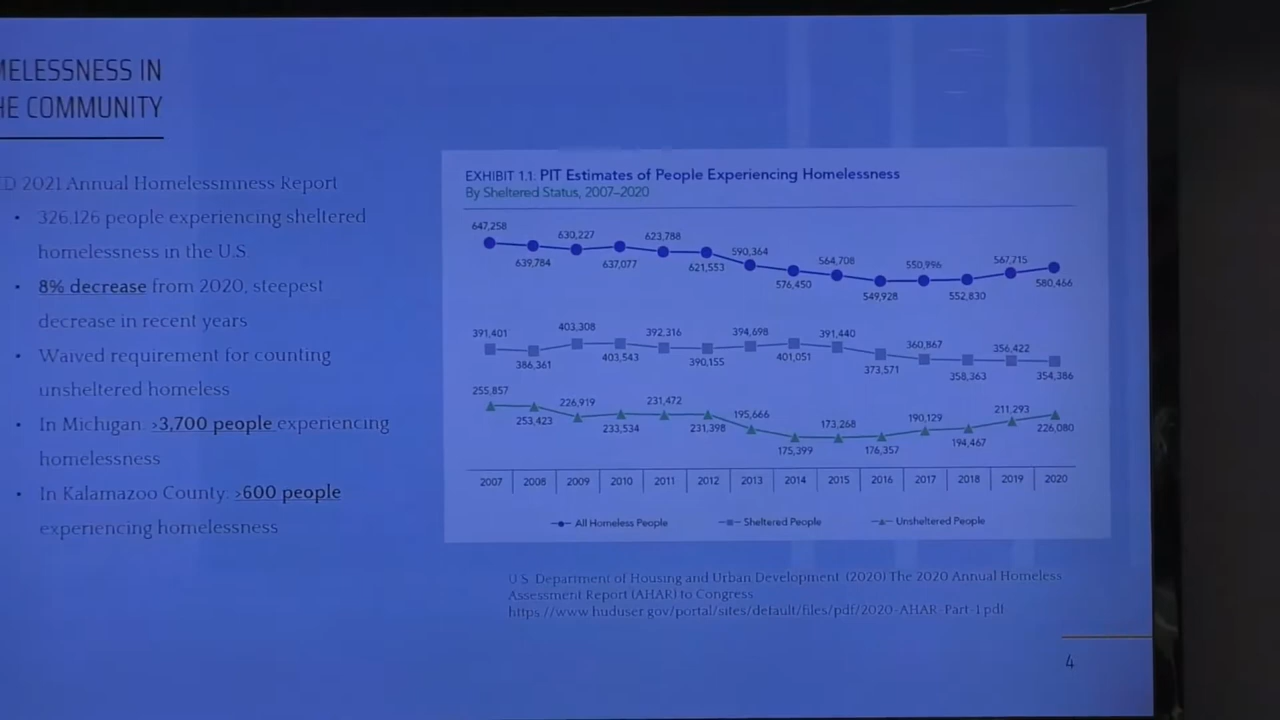 MELESSNESS IN
HE COMMUNITY
D 2021 Annual Homelessmness Report
• 326,126 people experiencing sheltered
homelessness in the U.S.
• 8% decrease from 2020, steepest
decrease in recent years
• Waived requirement for counting
unsheltered homeless
• In Michigan: >3,700 people experiencing
homelessness
• In Kalamazoo County: >600 people
experiencing homelessness
EXHIBIT 1.1: PIT Estimates of People Experiencing Homelessness
By Sheltered Status, 2007–2020
647,258 639,784 630,227 637,077 623,788 621,553 590,364 576,450 564,708 549,928 550,996 552,830 567,715 580,466
391,401 386,361 403,308 403,543 392,316 390,155 394,698 401,051 391,440 373,571 360,867 358,363 356,422 354,386
255,857 253,423 226,919 233,534 231,472 231,398 195,666 175,399 173,268 176,357 190,129 194,467 211,293 226,080
2007 2008 2009 2010 2011 2012 2013 2014 2015 2016 2017 2018 2019 2020
All Homeless People Sheltered People Unsheltered People
U.S. Department of Housing and Urban Development. (2020) The 2020 Annual Homeless
Assessment Report (AHAR) to Congress
https://www.huduser.gov/portal/sites/default/files/pdf/2020-AHAR-Part-1.pdf
4